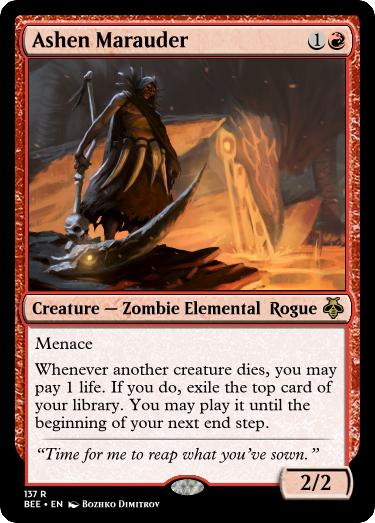 Ashen Marauder
1
Creature — Zombie Elemental Rogue
Menace
Whenever another creature dies, you may
pay 1 life. If you do, exile the top card of
your library. You may play it until the
beginning of your next end step.
“Time for me to reap what you’ve sown.”
2/2
137 R
BEE • EN Bozhko Dimitrov